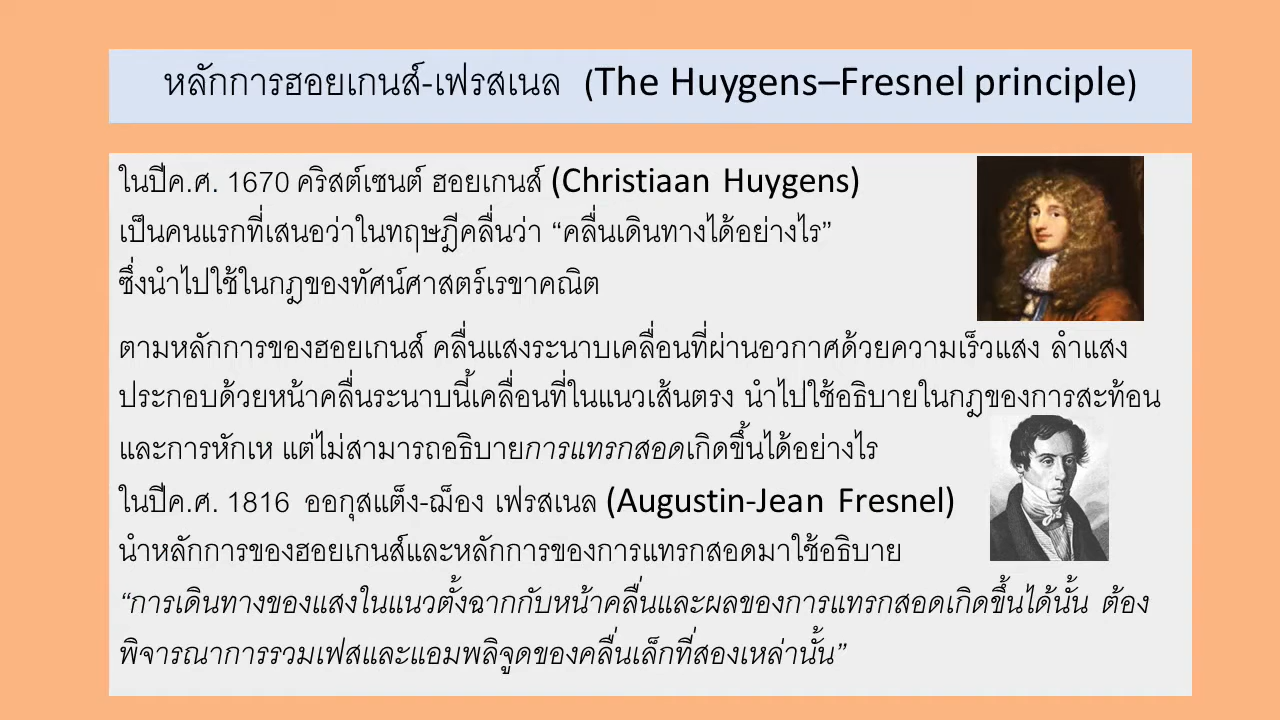 หลักการฮอยเกนส์-เฟรสเนล (The Huygens–Fresnel principle)
ในปีค.ศ. 1670 คริสต์เซนต์ ฮอยเกนส์ (Christiaan Huygens)
เป็นคนแรกที่เสนอว่าในทฤษฎีคลื่นว่า “คลื่นเดินทางได้อย่างไร”
ซึ่งนำไปใช้ในกฎของทัศน์ศาสตร์เรขาคณิต
ตามหลักการของฮอยเกนส์ คลื่นแสงระนาบเคลื่อนที่ผ่านอวกาศด้วยความเร็วแสง ลำแสง
ประกอบด้วยหน้าคลื่นระนาบนี้เคลื่อนที่ในแนวเส้นตรง นำไปใช้อธิบายในกฎของการสะท้อน
และการหักเห แต่ไม่สามารถอธิบายการแทรกสอดเกิดขึ้นได้อย่างไร
ในปีค.ศ. 1816 ออกุสแต็ง-ฌ็อง เฟรสเนล (Augustin-Jean Fresnel)
นำหลักการของฮอยเกนส์และหลักการของการแทรกสอดมาใช้อธิบาย
“การเดินทางของแสงในแนวตั้งฉากกับหน้าคลื่นและผลของการแทรกสอดเกิดขึ้นได้นั้น ต้อง
พิจารณาการรวมเฟสและแอมพลิจูดของคลื่นเล็กที่สองเหล่านั้น”